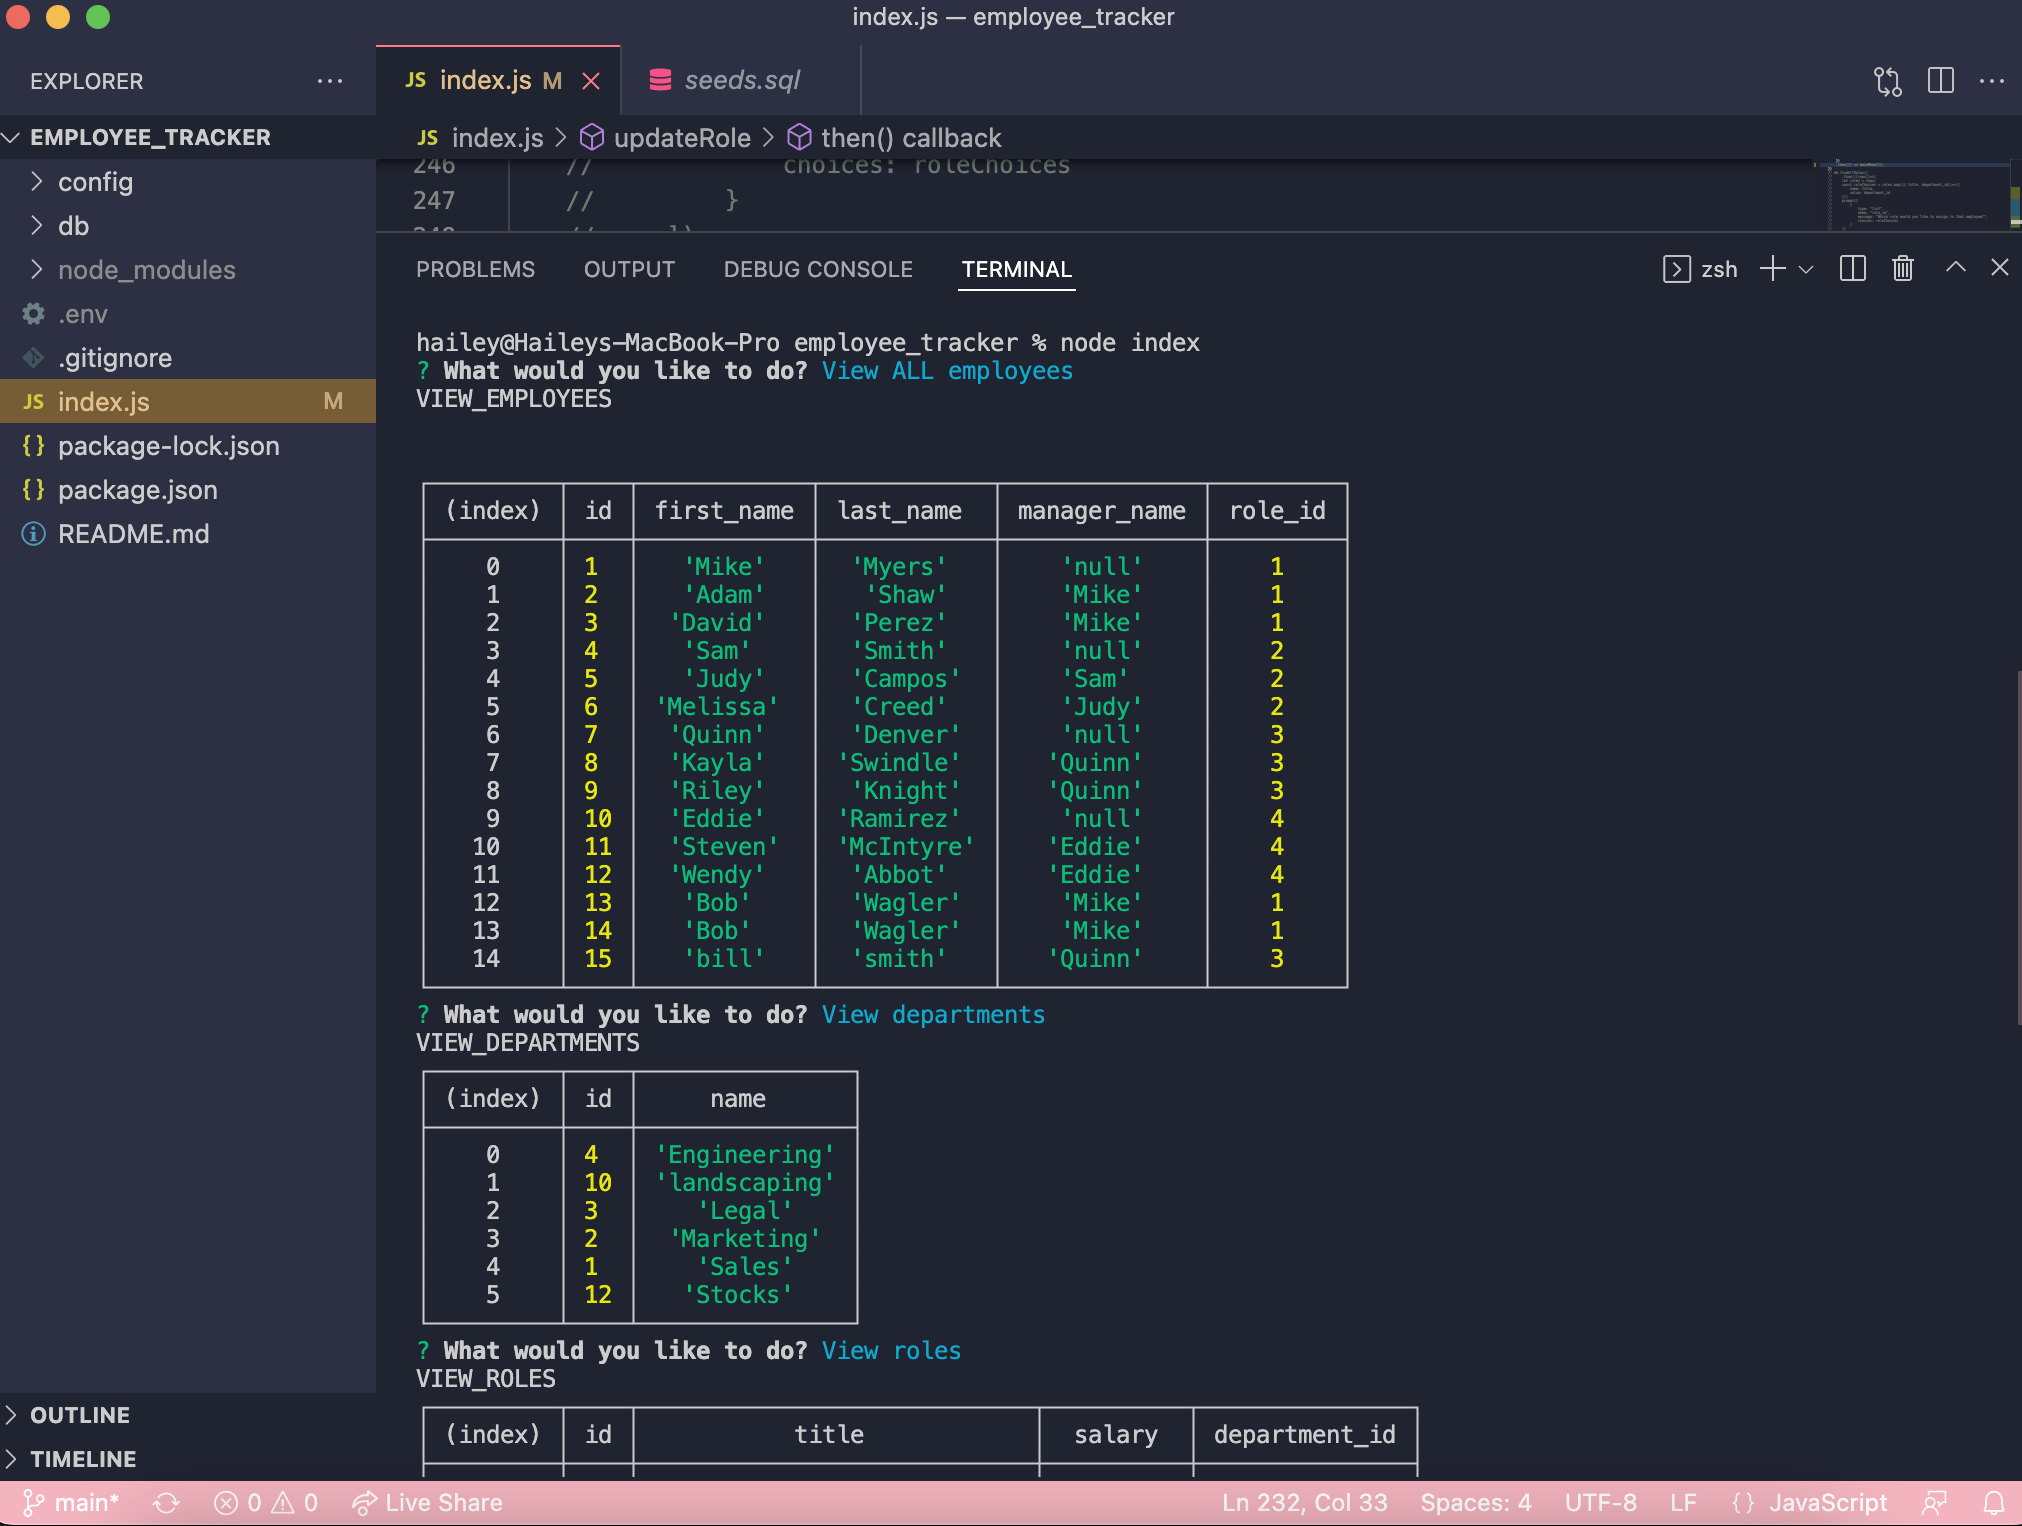 index.js — employee_tracker
EXPLORER
JS index.js M
seeds.sql
EMPLOYEE_TRACKER
JS index.js > updateRole > then() callback
config
db
node_modules
.env
.gitignore
JS index.js M
{} package-lock.json
{} package.json
README.md
246 // choices: roleChoices
247 // }
248 // ])
PROBLEMS OUTPUT DEBUG CONSOLE TERMINAL
zsh
hailey@Haileys-MacBook-Pro employee_tracker % node index
? What would you like to do? View ALL employees
VIEW_EMPLOYEES
(index) id first_name last_name manager_name role_id
0 1 'Mike' 'Myers' 'null' 1
1 2 'Adam' 'Shaw' 'Mike' 1
2 3 'David' 'Perez' 'Mike' 1
3 4 'Sam' 'Smith' 'null' 2
4 5 'Judy' 'Campos' 'Sam' 2
5 6 'Melissa' 'Creed' 'Judy' 2
6 7 'Quinn' 'Denver' 'null' 3
7 8 'Kayla' 'Swindle' 'Quinn' 3
8 9 'Riley' 'Knight' 'Quinn' 3
9 10 'Eddie' 'Ramirez' 'null' 4
10 11 'Steven' 'McIntyre' 'Eddie' 4
11 12 'Wendy' 'Abbot' 'Eddie' 4
12 13 'Bob' 'Wagler' 'Mike' 1
13 14 'Bob' 'Wagler' 'Mike' 1
14 15 'bill' 'smith' 'Quinn' 3
? What would you like to do? View departments
VIEW_DEPARTMENTS
(index) id name
0 4 'Engineering'
1 10 'landscaping'
2 3 'Legal'
3 2 'Marketing'
4 1 'Sales'
5 12 'Stocks'
? What would you like to do? View roles
VIEW_ROLES
(index) id title salary department_id
OUTLINE
TIMELINE
main* 0 0 Live Share Ln 232, Col 33 Spaces: 4 UTF-8 LF {} JavaScript